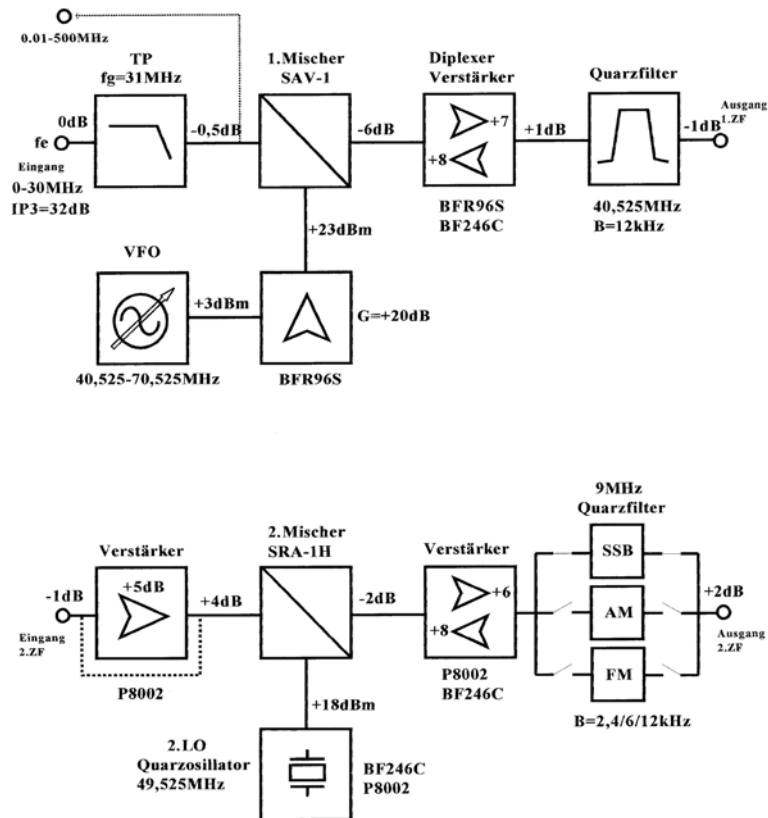 0.01-500MHz
TP
fg=31MHz
1.Mischer
SAV-1
Diplexer
Verstärker
Quarzfilter
0dB
fe
-0,5dB
-6dB
+7
+8
+1dB
-1dB
Ausgang
1.ZF
Eingang
0-30MHz
IP3=32dB
BFR96S
BF246C
40,525MHz
B=12kHz
+23dBm
VFO
+3dBm
G=+20dB
40,525-70,525MHz
BFR96S
9MHz
Quarzfilter
2.Mischer
SRA-1H
Verstärker
Verstärker
SSB
-1dB
+5dB
+4dB
-2dB
+6
+8
AM
+2dB
Eingang
2.ZF
Ausgang
2.ZF
FM
P8002
P8002
BF246C
+18dBm
B=2,4/6/12kHz
2.LO
Quarzosillator
49,525MHz
BF246C
P8002